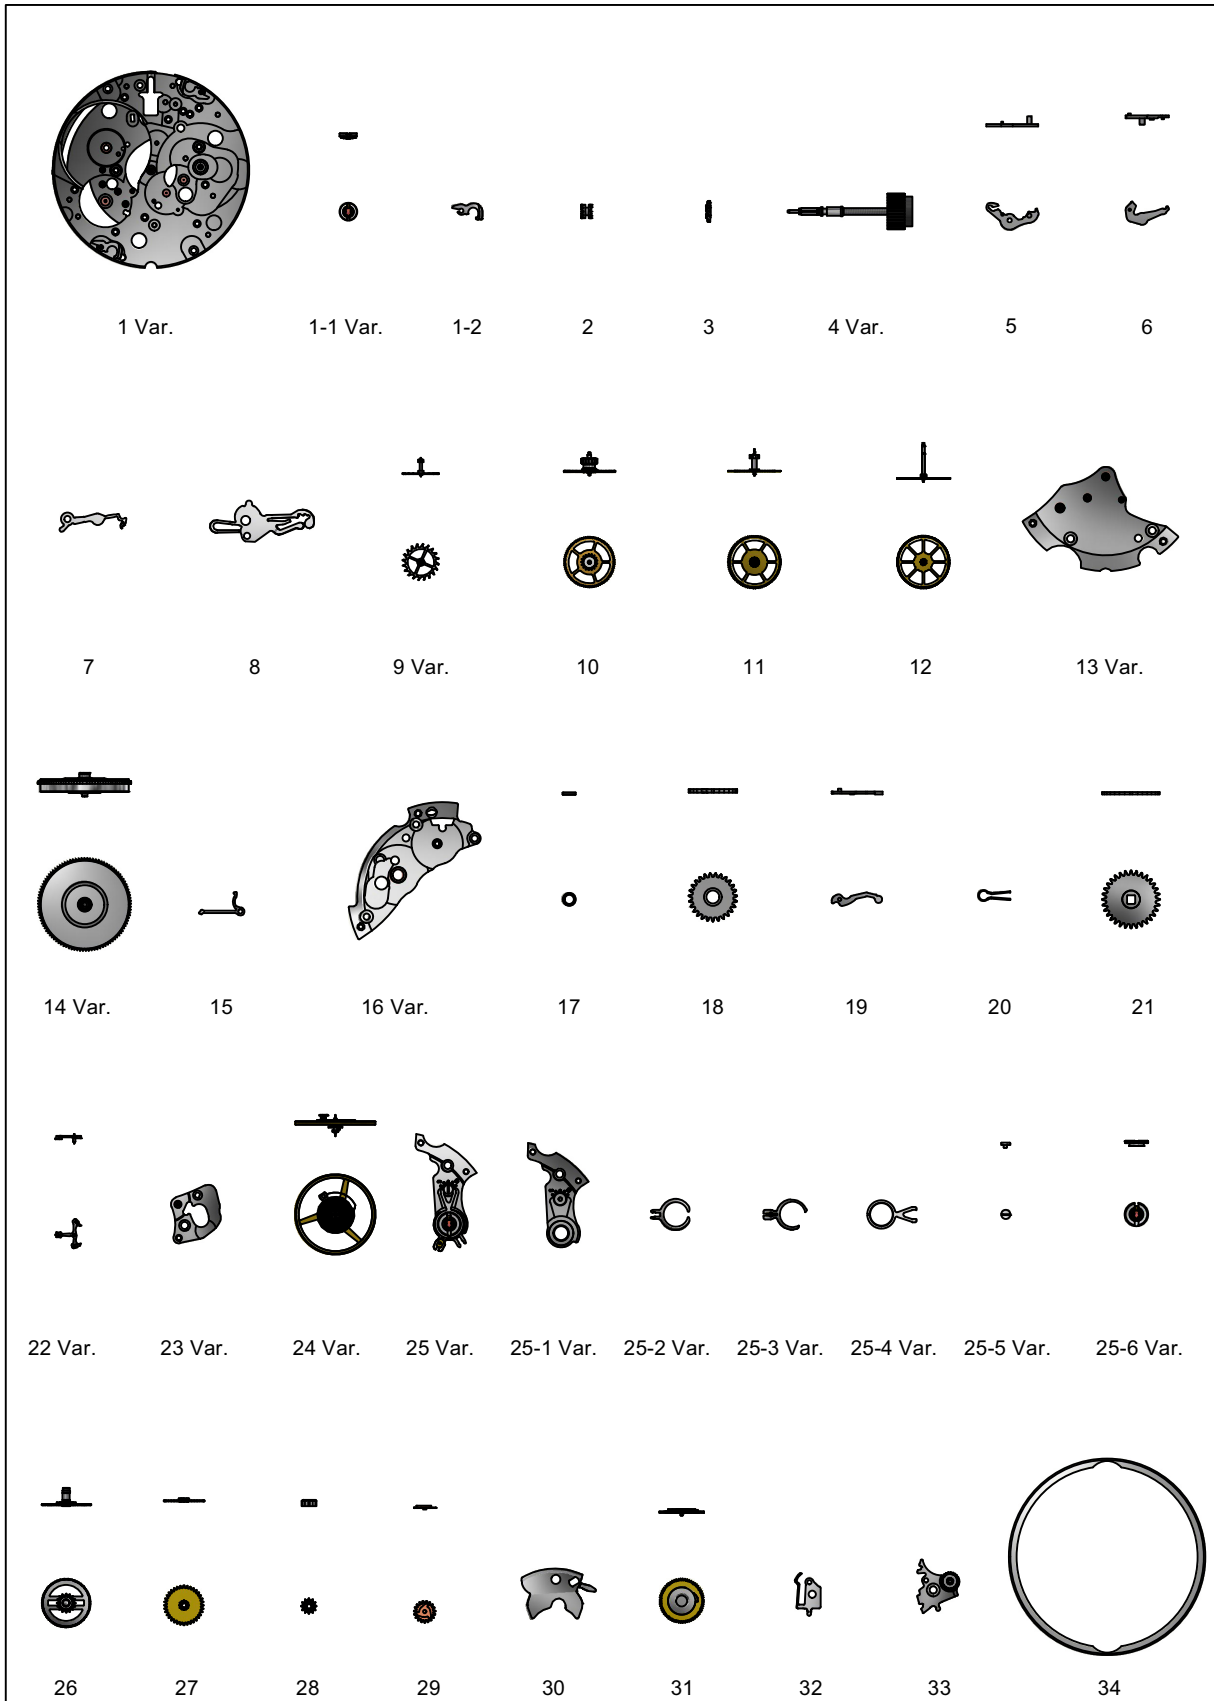 1 Var. 1-1 Var. 1-2 2 3 4 Var. 5 6
7 8 9 Var. 10 11 12 13 Var.
14 Var. 15 16 Var. 17 18 19 20 21
22 Var. 23 Var. 24 Var. 25 Var. 25-1 Var. 25-2 Var. 25-3 Var. 25-4 Var. 25-5 Var. 25-6 Var.
26 27 28 29 30 31 32 33 34